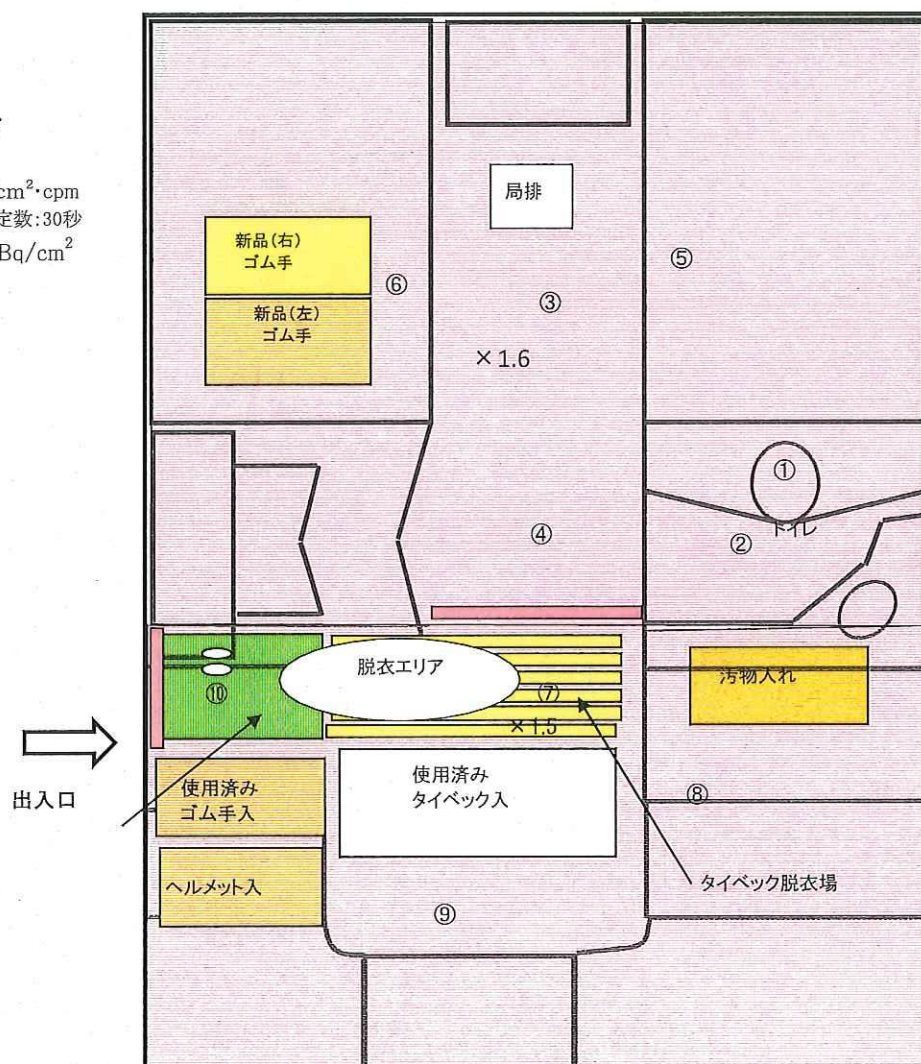 cm²・cpm
定数:30秒
Bq/cm²
局排
新品(右)
ゴム手
⑥
⑤
③
新品(左)
ゴム手
×1.6
①
④
②
トイレ
脱衣エリア
汚物入れ
⑩
⑦
×1.5
出入口
使用済み
ゴム手入
使用済み
タイベック入
⑧
ヘルメット入
タイベック脱衣場
⑨